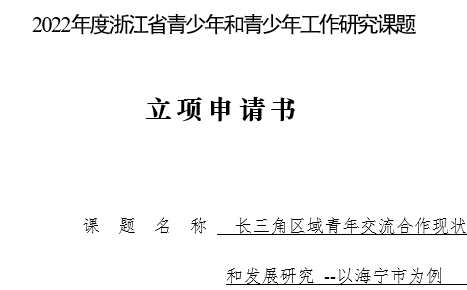 2022年度浙江省青少年和青少年工作研究课题
立项申请书
课 题 名 称 长三角区域青年交流合作现状
和发展研究 --以海宁市为例